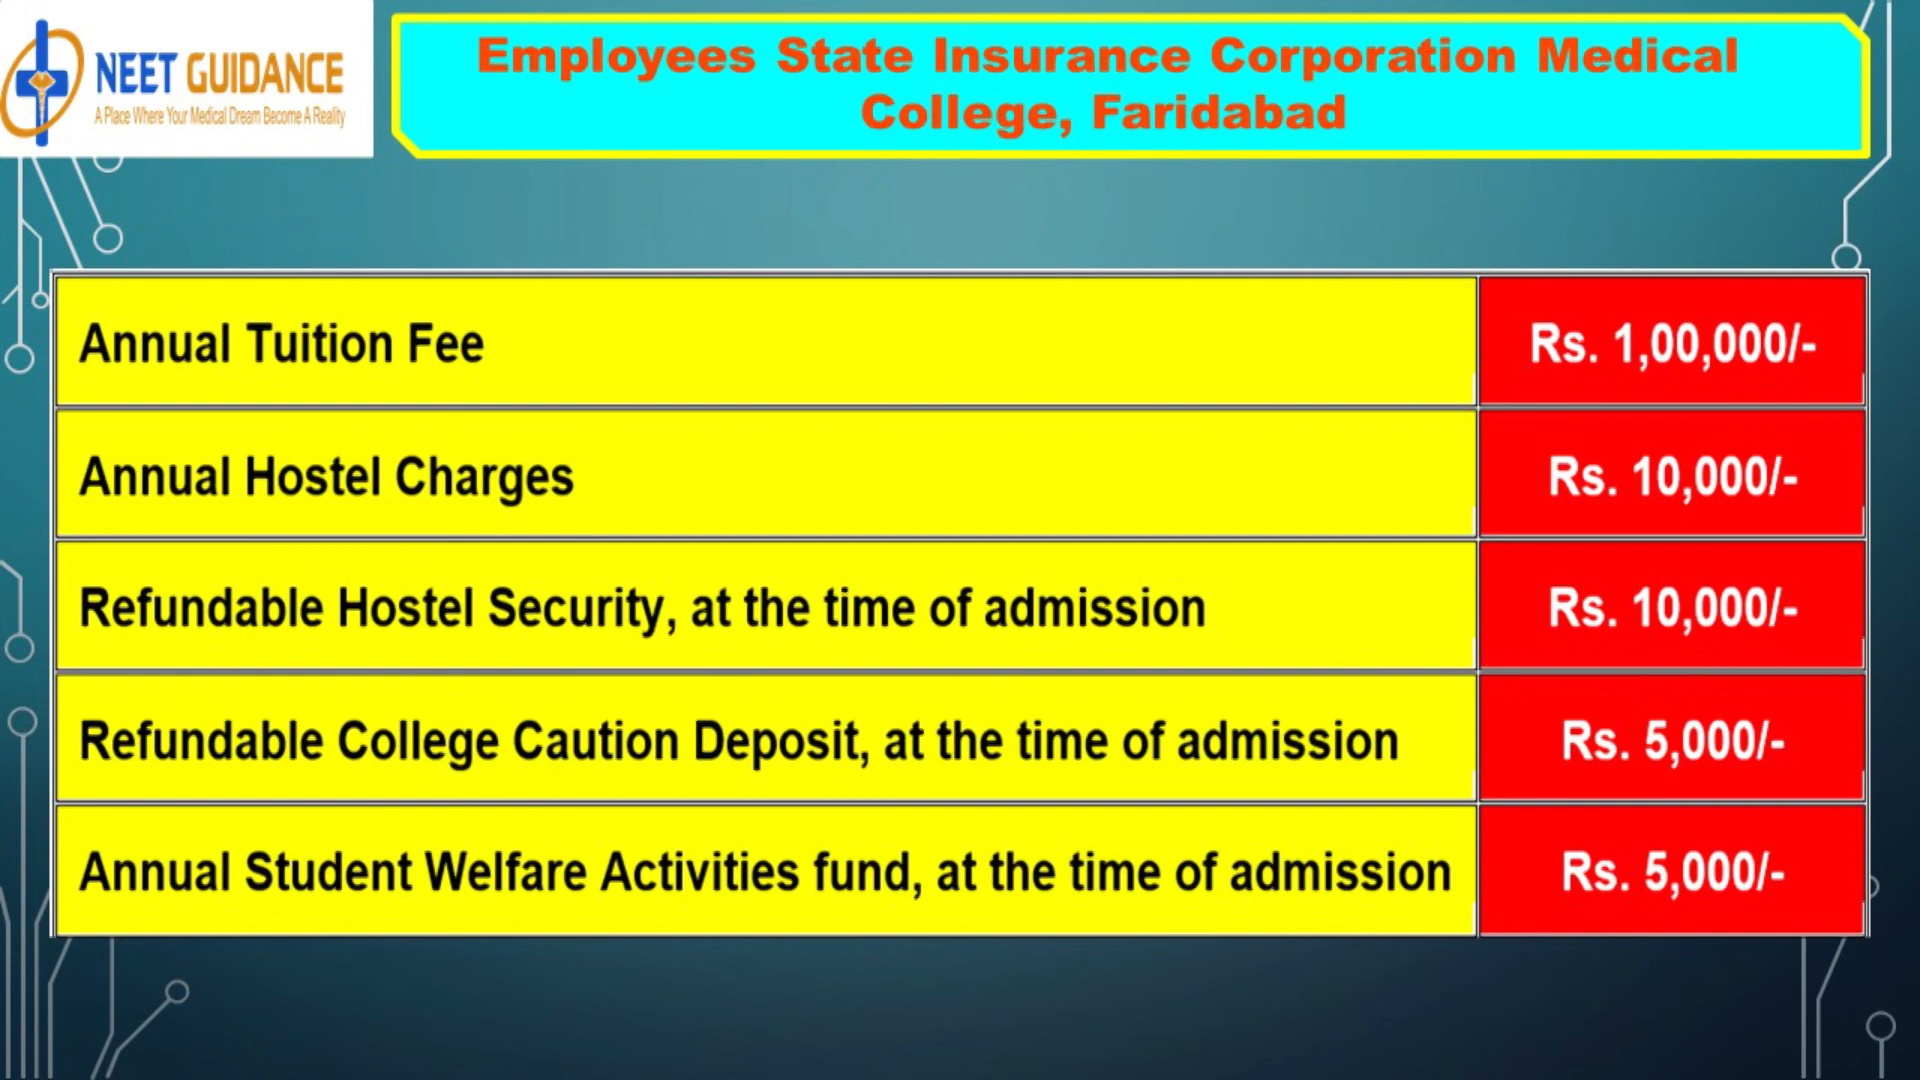 NEET GUIDANCE
A Place Where Your Medical Dream Become A Reality
Employees State Insurance Corporation Medical
College, Faridabad
Annual Tuition Fee Rs. 1,00,000/-
Annual Hostel Charges Rs. 10,000/-
Refundable Hostel Security, at the time of admission Rs. 10,000/-
Refundable College Caution Deposit, at the time of admission Rs. 5,000/-
Annual Student Welfare Activities fund, at the time of admission Rs. 5,000/-